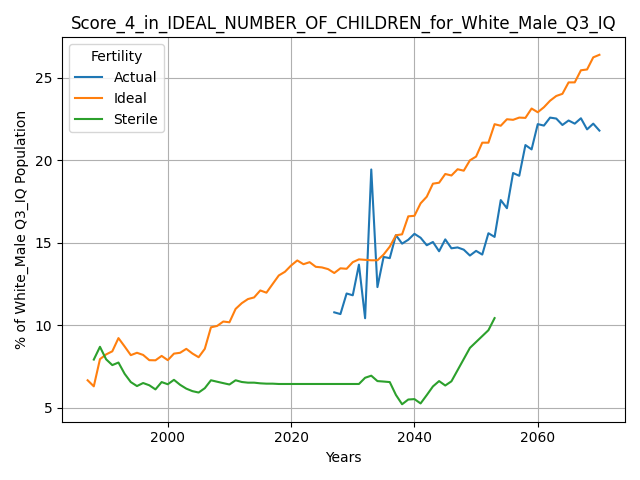 Score_4_in_IDEAL_NUMBER_OF_CHILDREN_for_White_Male_Q3_IQ
Fertility
Actual
Ideal
Sterile
% of White_Male Q3_IQ Population
25
20
15
10
5
2000
2020
2040
2060
Years